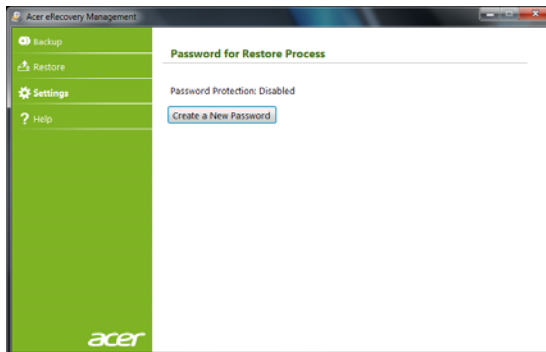 Acer eRecovery Management
Backup
Restore
Settings
Help
Password for Restore Process
Password Protection: Disabled
Create a New Password
acer